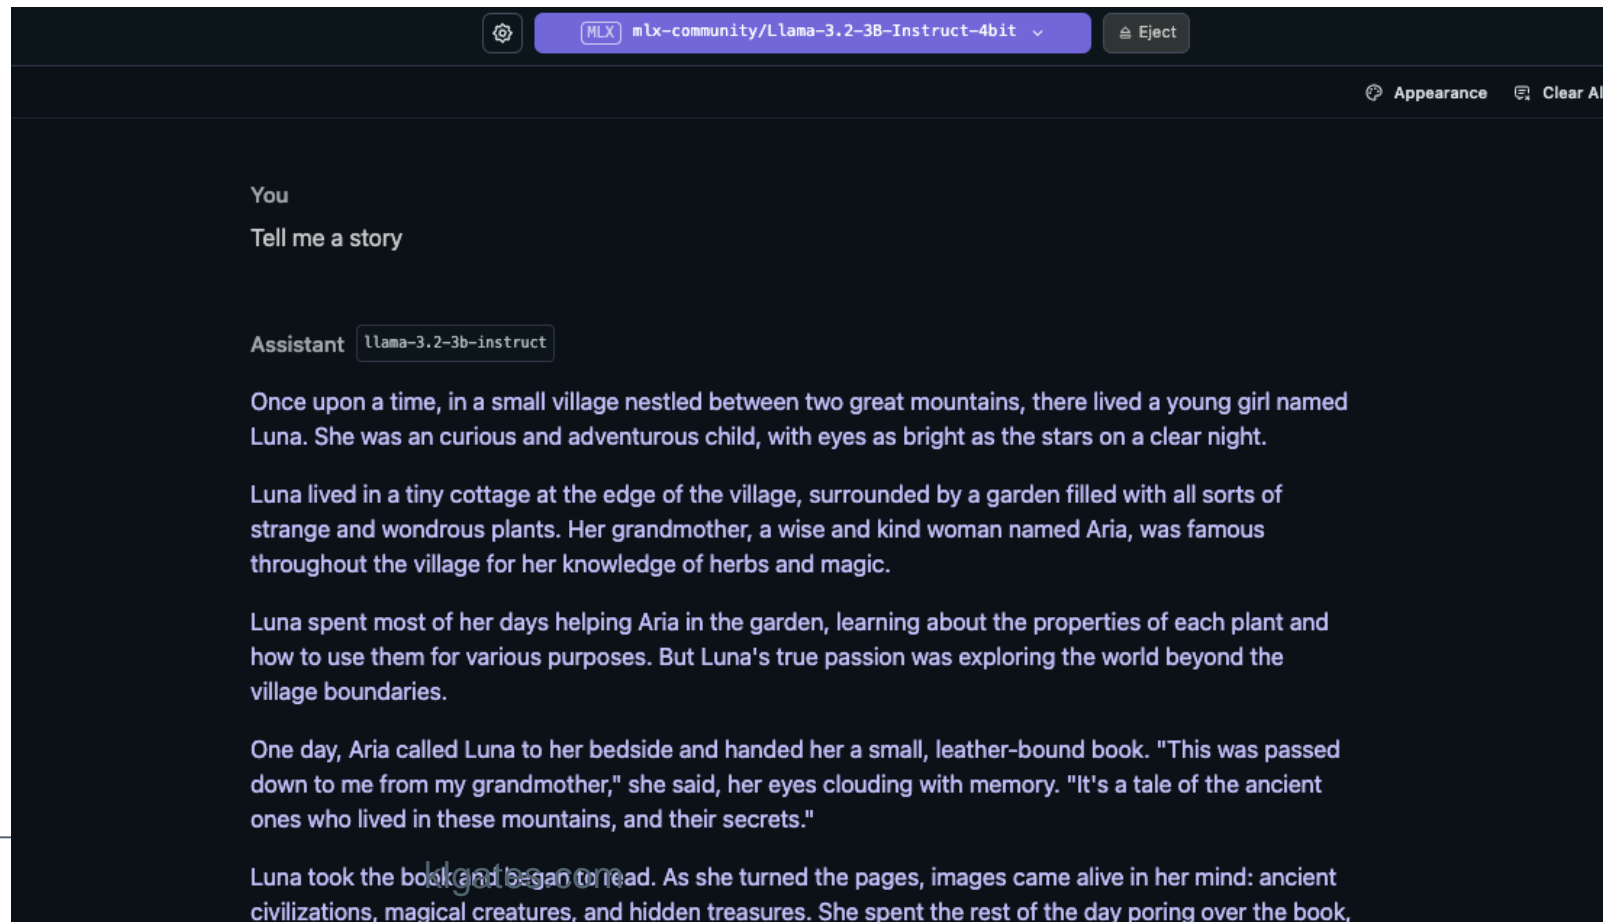 MLX mlx-community/Llama-3.2-3B-Instruct-4bit
Eject
Appearance
Clear Al
You
Tell me a story
Assistant llama-3.2-3b-instruct
Once upon a time, in a small village nestled between two great mountains, there lived a young girl named
Luna. She was an curious and adventurous child, with eyes as bright as the stars on a clear night.
Luna lived in a tiny cottage at the edge of the village, surrounded by a garden filled with all sorts of
strange and wondrous plants. Her grandmother, a wise and kind woman named Aria, was famous
throughout the village for her knowledge of herbs and magic.
Luna spent most of her days helping Aria in the garden, learning about the properties of each plant and
how to use them for various purposes. But Luna's true passion was exploring the world beyond the
village boundaries.
One day, Aria called Luna to her bedside and handed her a small, leather-bound book. "This was passed
down to me from my grandmother," she said, her eyes clouding with memory. "It's a tale of the ancient
ones who lived in these mountains, and their secrets."
Luna took the book and began to read. As she turned the pages, images came alive in her mind: ancient
klgates.com
civilizations, magical creatures, and hidden treasures. She spent the rest of the day poring over the book,